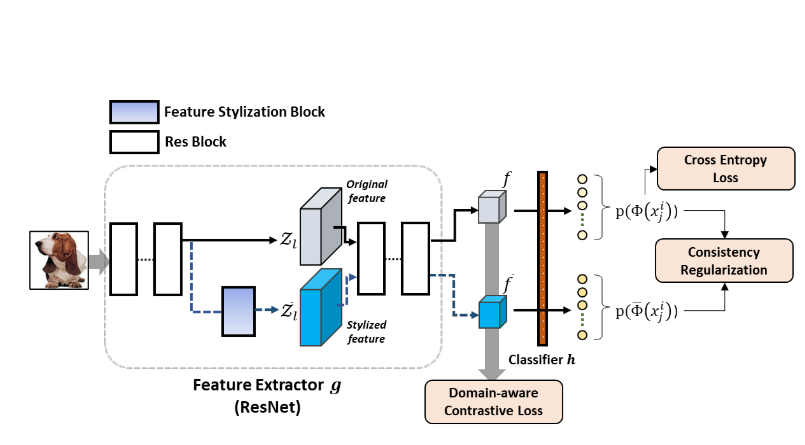 Feature Stylization Block
Res Block
Original
feature
Z_l
Z̄_l
Stylized
feature
Feature Extractor g
(ResNet)
f
f̄
Classifier h
p(Φ(x_j^i))
p(Φ̄(x_j^i))
Cross Entropy
Loss
Consistency
Regularization
Domain-aware
Contrastive Loss